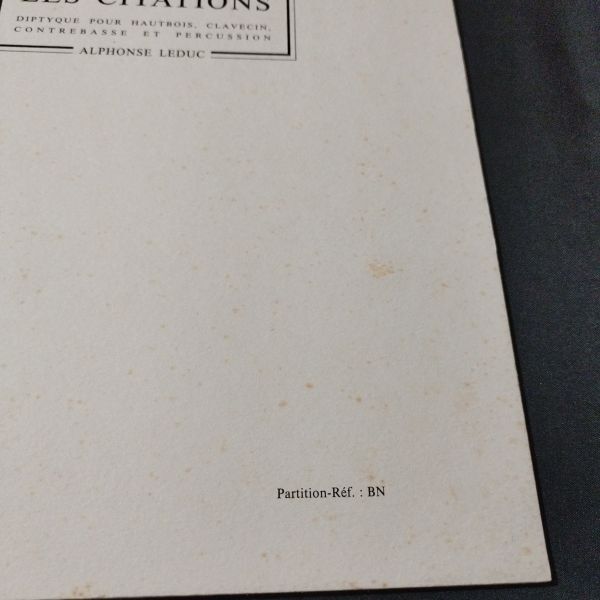 LES CITATIONS
DIPTYQUE POUR HAUTBOIS, CLAVECIN,
CONTREBASSE ET PERCUSSION
ALPHONSE LEDUC
Partition-Réf. : BN